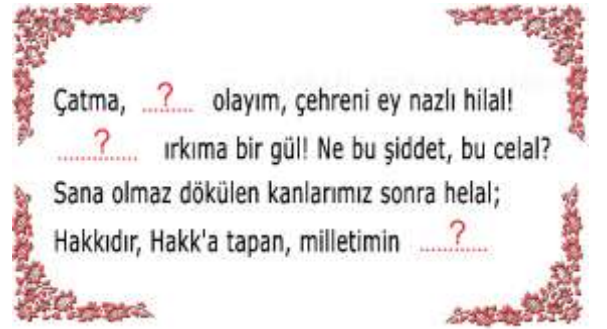 Çatma, ...?... olayım, çehreni ey nazlı hilal!
...?... ırkıma bir gül! Ne bu şiddet, bu celal?
Sana olmaz dökülen kanlarımız sonra helal;
Hakkıdır, Hakk'a tapan, milletimin ...?...